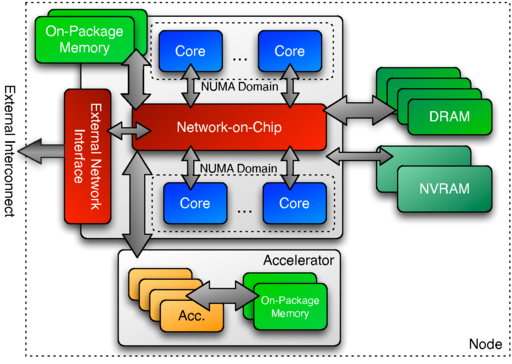 On-Package
Memory
Core
...
Core
NUMA Domain
External Interconnect
External Network
Interface
Network-on-Chip
DRAM
NUMA Domain
Core
...
Core
NVRAM
Accelerator
Acc.
On-Package
Memory
Node